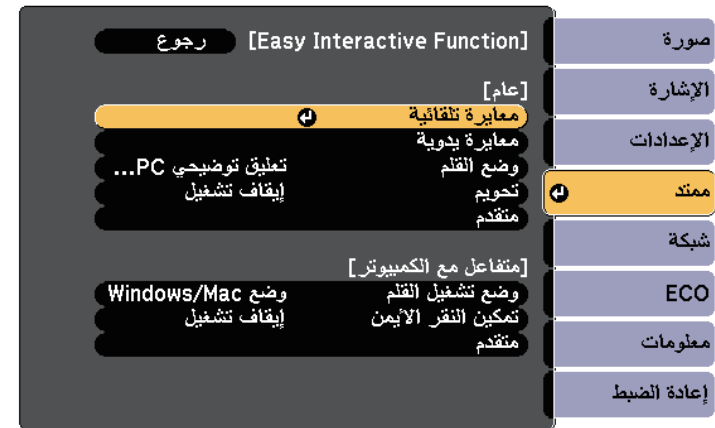 صورة
الإشارة
الإعدادات
ممتد
شبكة
ECO
معلومات
إعادة الضبط
[Easy Interactive Function] رجوع
[عام]
معايرة تلقائية
معايرة يدوية
وضع القلم تعليق توضيحي PC...
تحويم إيقاف تشغيل
متقدم
[متفاعل مع الكمبيوتر]
وضع تشغيل القلم وضع Windows/Mac
تمكين النقر الأيمن إيقاف تشغيل
متقدم